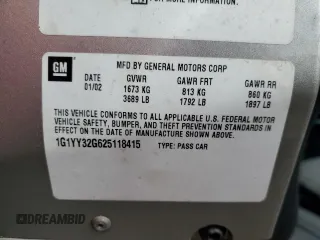 MORE INFORMATION.
GM
MFD BY GENERAL MOTORS CORP
DATE GVWR GAWR FRT GAWR RR
01/02 1673 KG 813 KG 860 KG
3689 LB 1792 LB 1897 LB
THIS VEHICLE CONFORMS TO ALL APPLICABLE U.S. FEDERAL MOTOR
VEHICLE SAFETY, BUMPER, AND THEFT PREVENTION STANDARDS IN
EFFECT ON THE DATE OF MANUFACTURE SHOWN ABOVE.
1G1YY32G625118415 TYPE: PASS CAR
DREAMBID